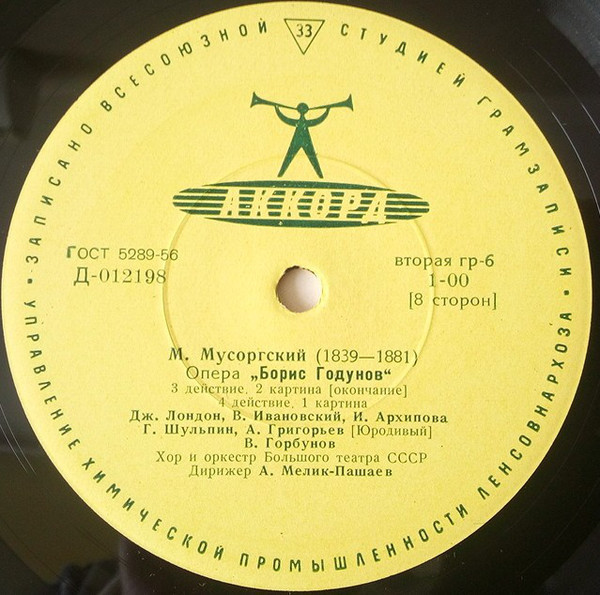 • ЗАПИСАНО ВСЕСОЮЗНОЙ СТУДИЕЙ ГРАМЗАПИСИ •
33
АККОРД
ГОСТ 5289-56
Д-012198
вторая гр-6
1-00
[8 сторон]
М. Мусоргский (1839—1881)
Опера „Борис Годунов“
3 действие, 2 картина [окончание]
4 действие, 1 картина
Дж. Лондон, В. Ивановский, И. Архипова
Г. Шульпин, А. Григорьев [Юродивый]
В. Горбунов
Хор и оркестр Большого театра СССР
Дирижер А. Мелик-Пашаев
УПРАВЛЕНИЕ ХИМИЧЕСКОЙ ПРОМЫШЛЕННОСТИ ЛЕНСОВНАРХОЗА